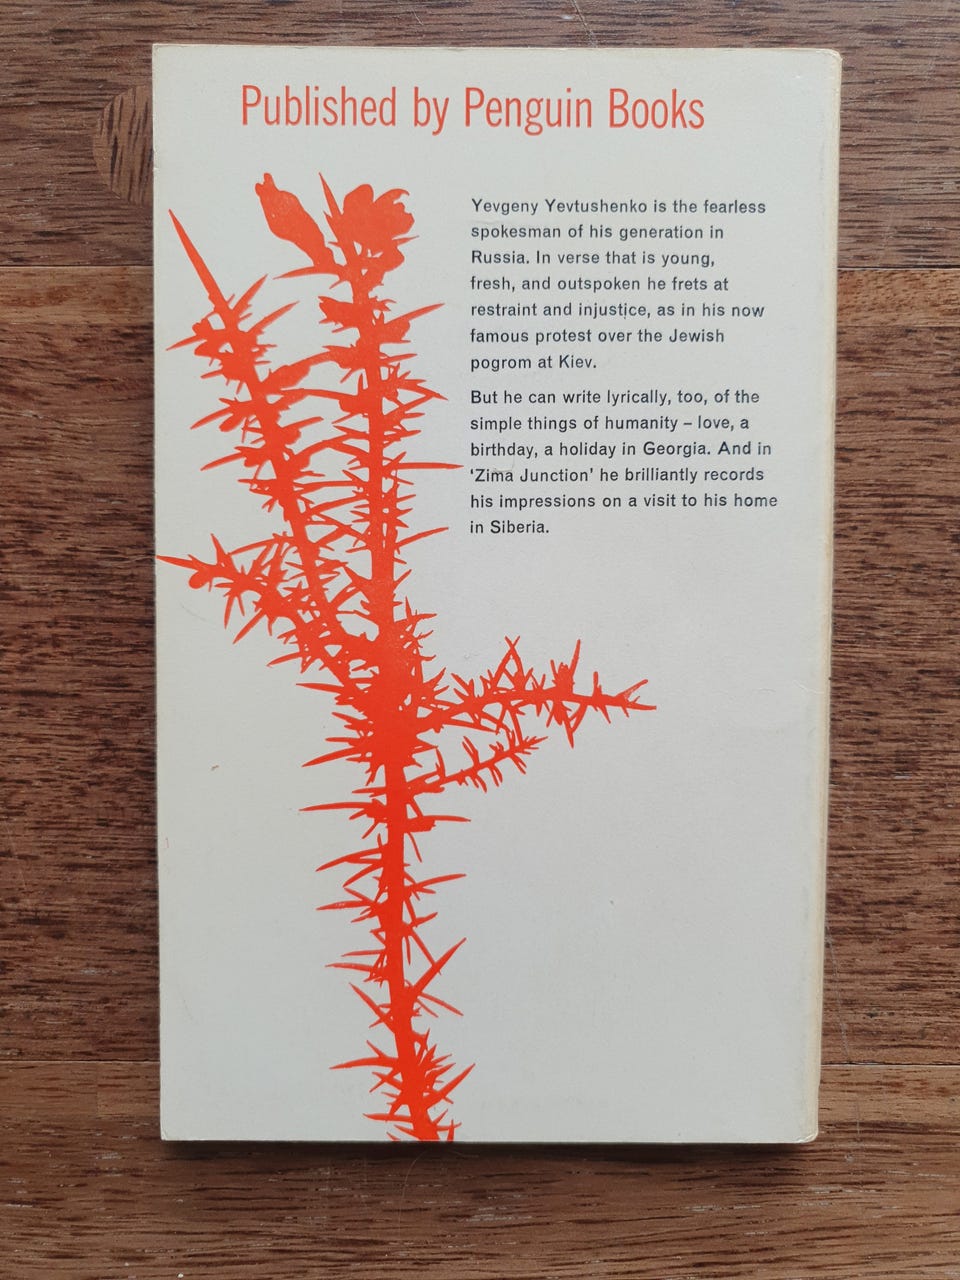 Published by Penguin Books
Yevgeny Yevtushenko is the fearless
spokesman of his generation in
Russia. In verse that is young,
fresh, and outspoken he frets at
restraint and injustice, as in his now
famous protest over the Jewish
pogrom at Kiev.
But he can write lyrically, too, of the
simple things of humanity – love, a
birthday, a holiday in Georgia. And in
‘Zima Junction’ he brilliantly records
his impressions on a visit to his home
in Siberia.